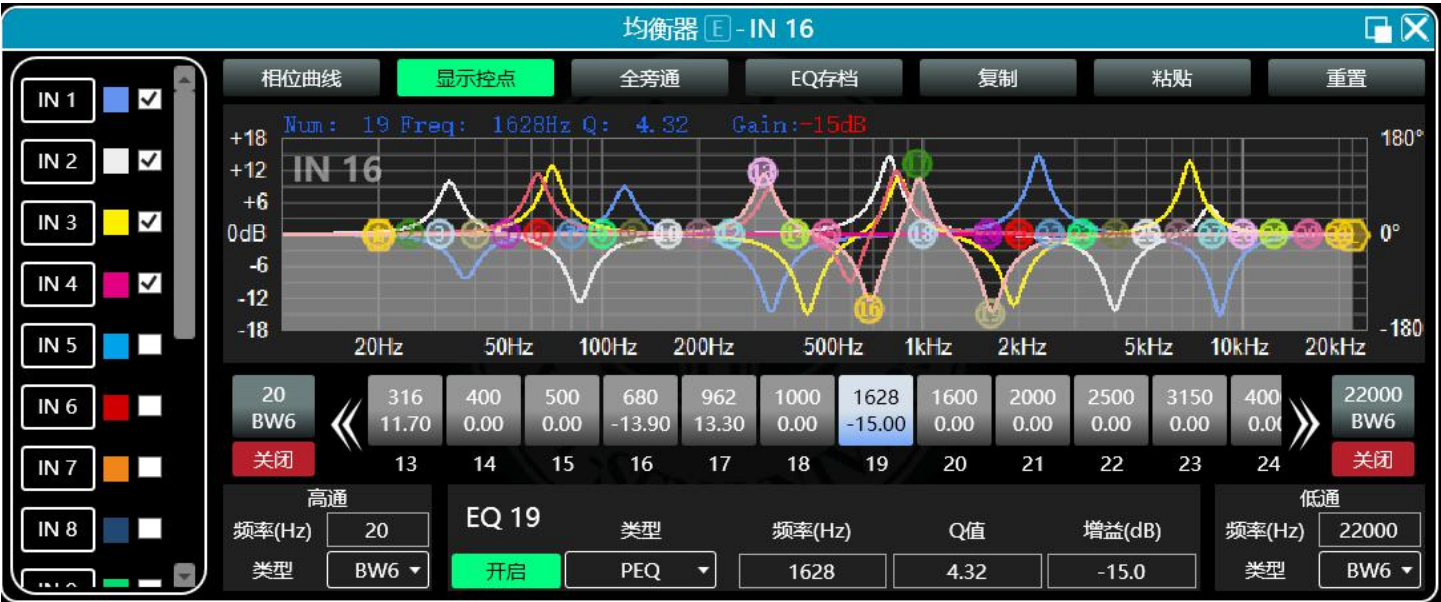 均衡器 E - IN 16
IN 1
IN 2
IN 3
IN 4
IN 5
IN 6
IN 7
IN 8
相位曲线 显示控点 全旁通 EQ存档 复制 粘贴 重置
Num: 19 Freq: 1628Hz Q: 4.32 Gain:-15dB
IN 16
+18
+12
+6
0dB
-6
-12
-18
180°
0°
-180
20Hz 50Hz 100Hz 200Hz 500Hz 1kHz 2kHz 5kHz 10kHz 20kHz
20 316 400 500 680 962 1000 1628 1600 2000 2500 3150 400 22000
BW6 11.70 0.00 0.00 -13.90 13.30 0.00 -15.00 0.00 0.00 0.00 0.00 0.00 BW6
关闭 13 14 15 16 17 18 19 20 21 22 23 24 关闭
高通
频率(Hz) 20
类型 BW6
EQ 19 类型 频率(Hz) Q值 增益(dB)
开启 PEQ 1628 4.32 -15.0
低通
频率(Hz) 22000
类型 BW6